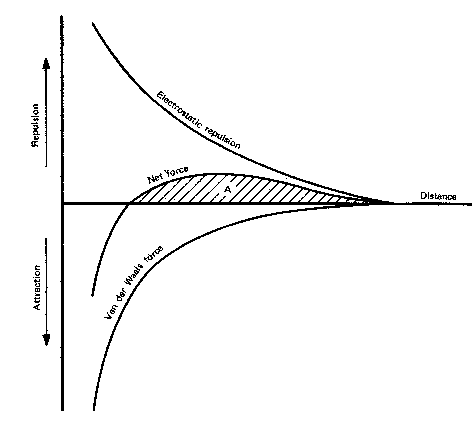 Repulsion
Electrostatic repulsion
Net force
A
Distance
Attraction
Van der Waals force